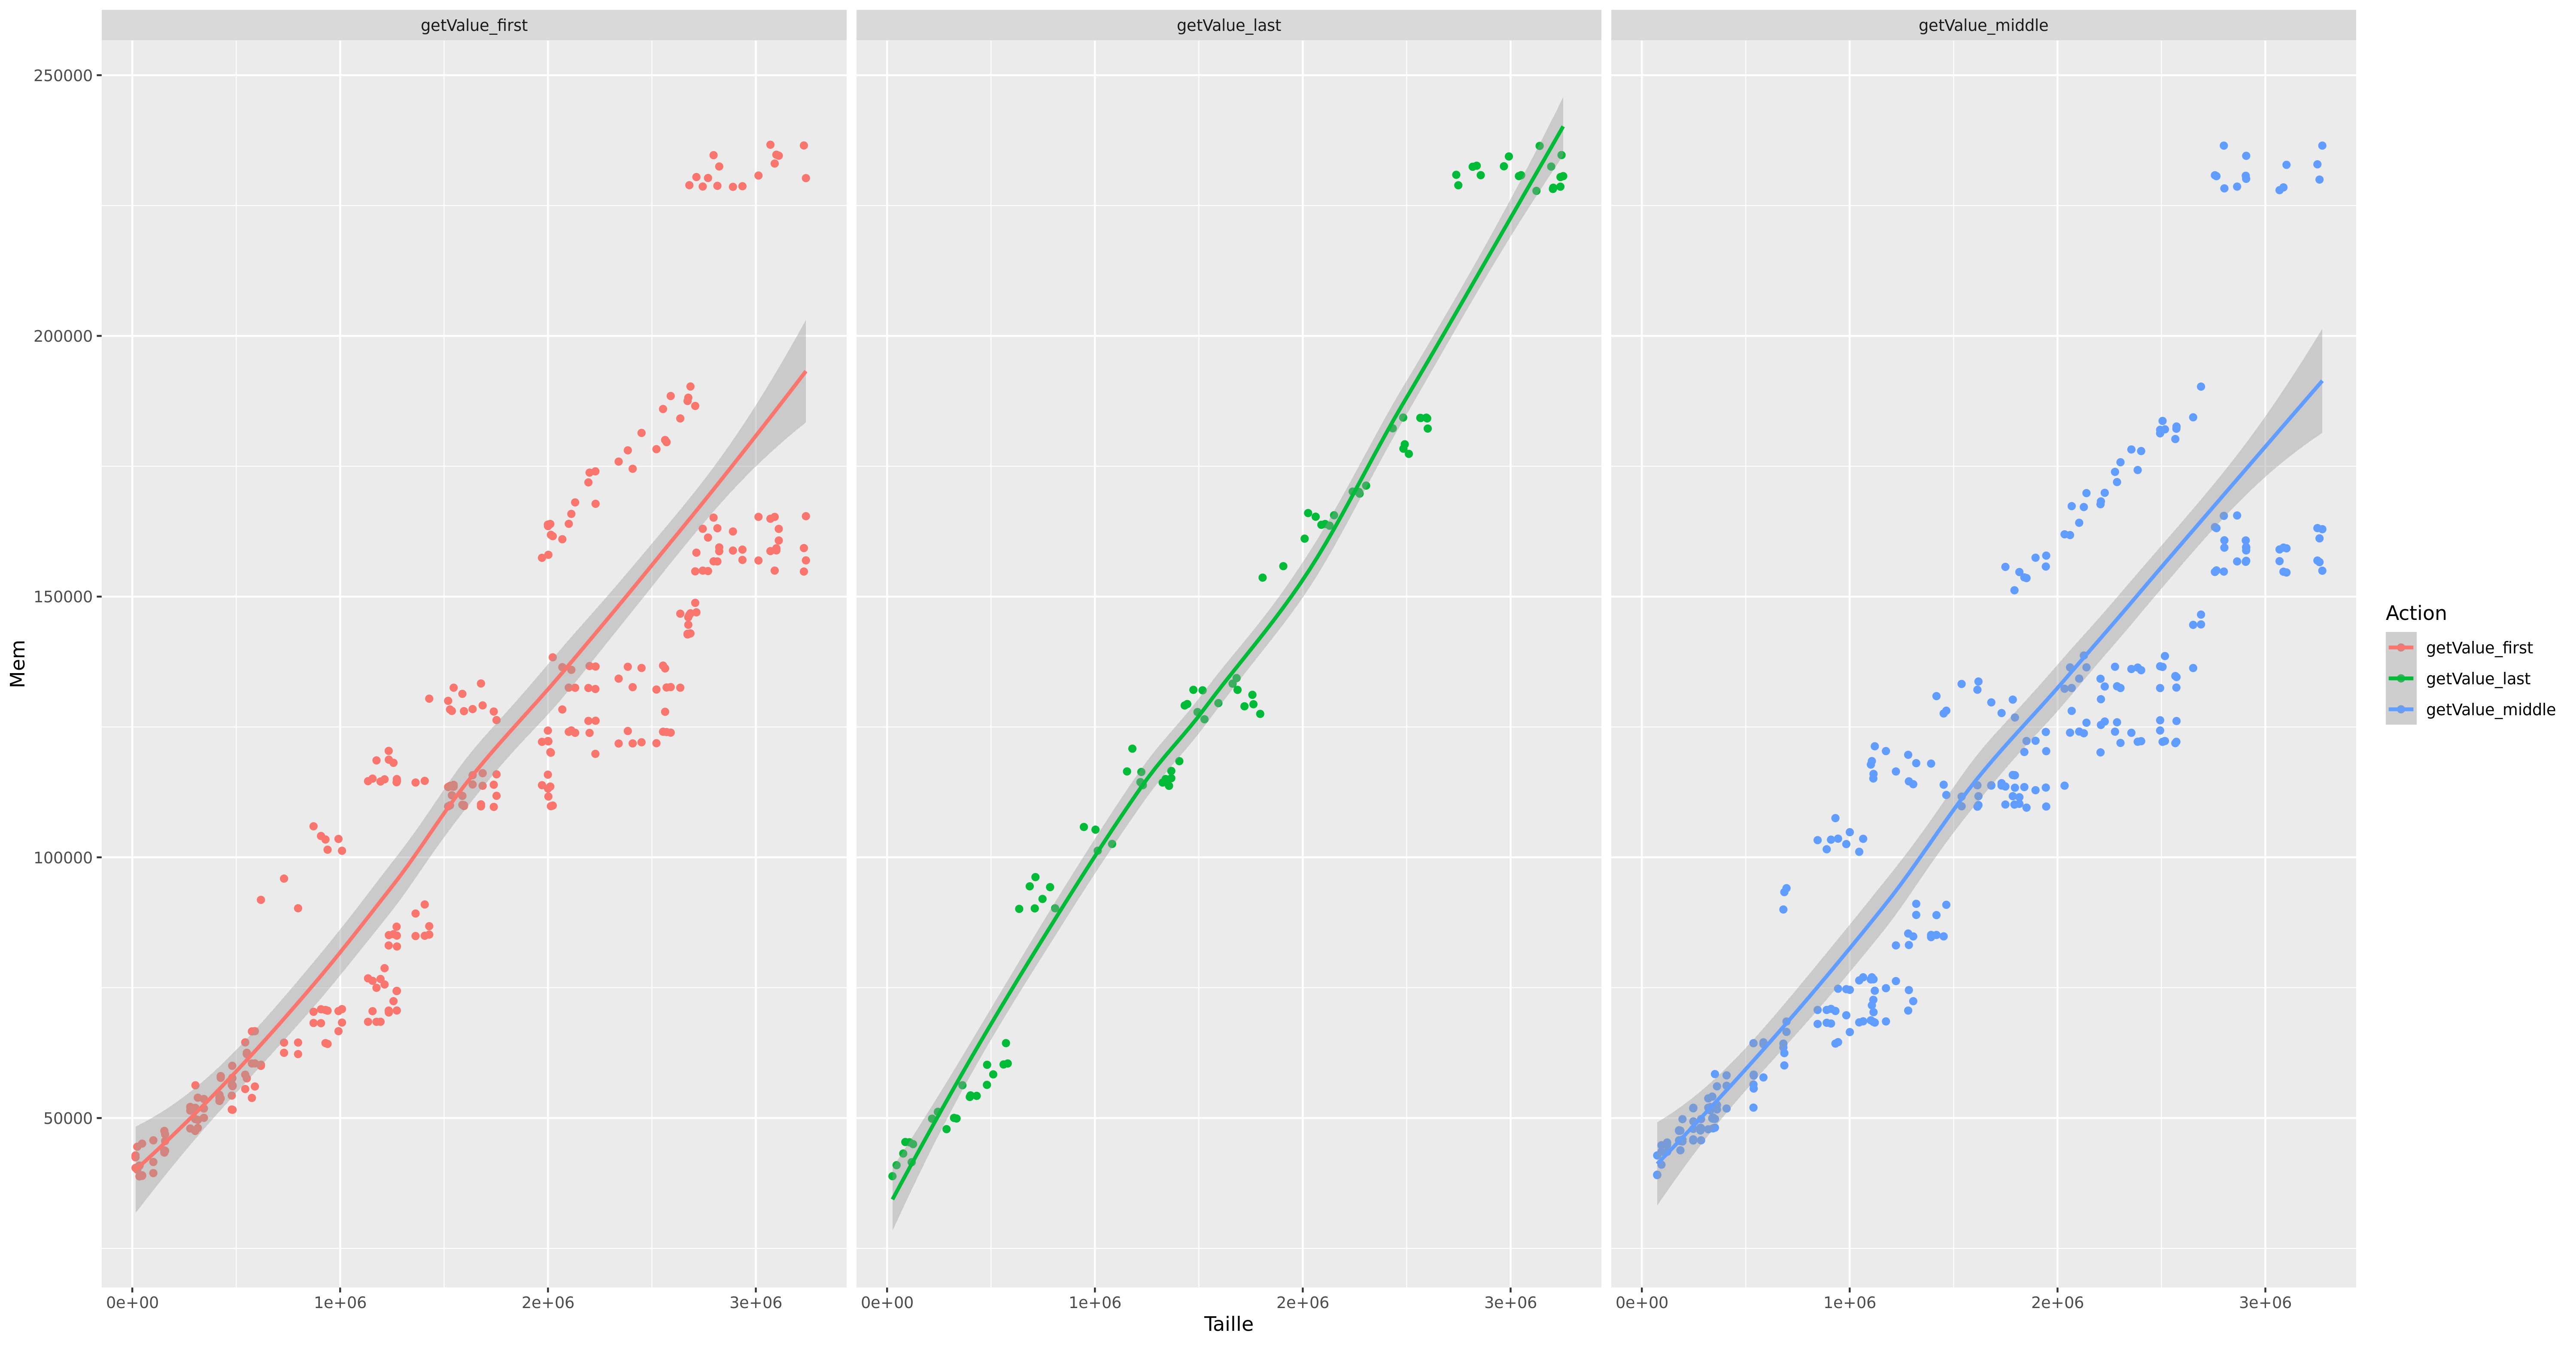 getValue_first getValue_last getValue_middle
250000
200000
150000
100000
50000
Mem
0e+00 1e+06 2e+06 3e+06 0e+00 1e+06 2e+06 3e+06 0e+00 1e+06 2e+06 3e+06
Taille
Action
getValue_first
getValue_last
getValue_middle